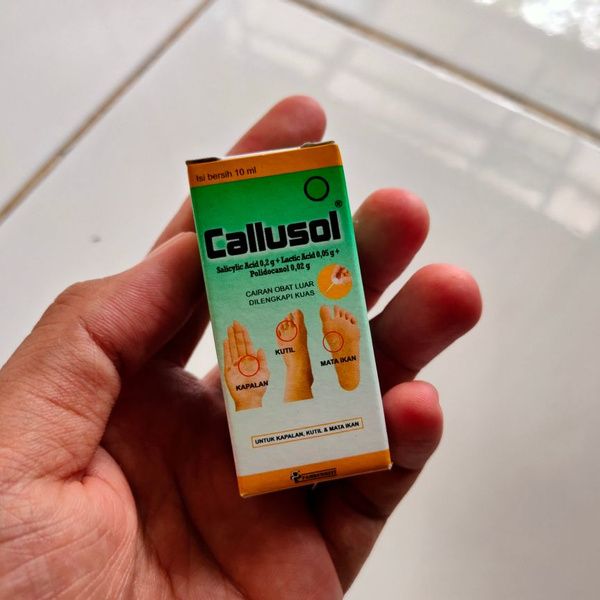 Isi bersih 10 ml
Callusol®
Salicylic Acid 0,2 g + Lactic Acid 0,05 g +
Polidocanol 0,02 g
CAIRAN OBAT LUAR
DILENGKAPI KUAS
KAPALAN
KUTIL
MATA IKAN
UNTUK KAPALAN, KUTIL & MATA IKAN